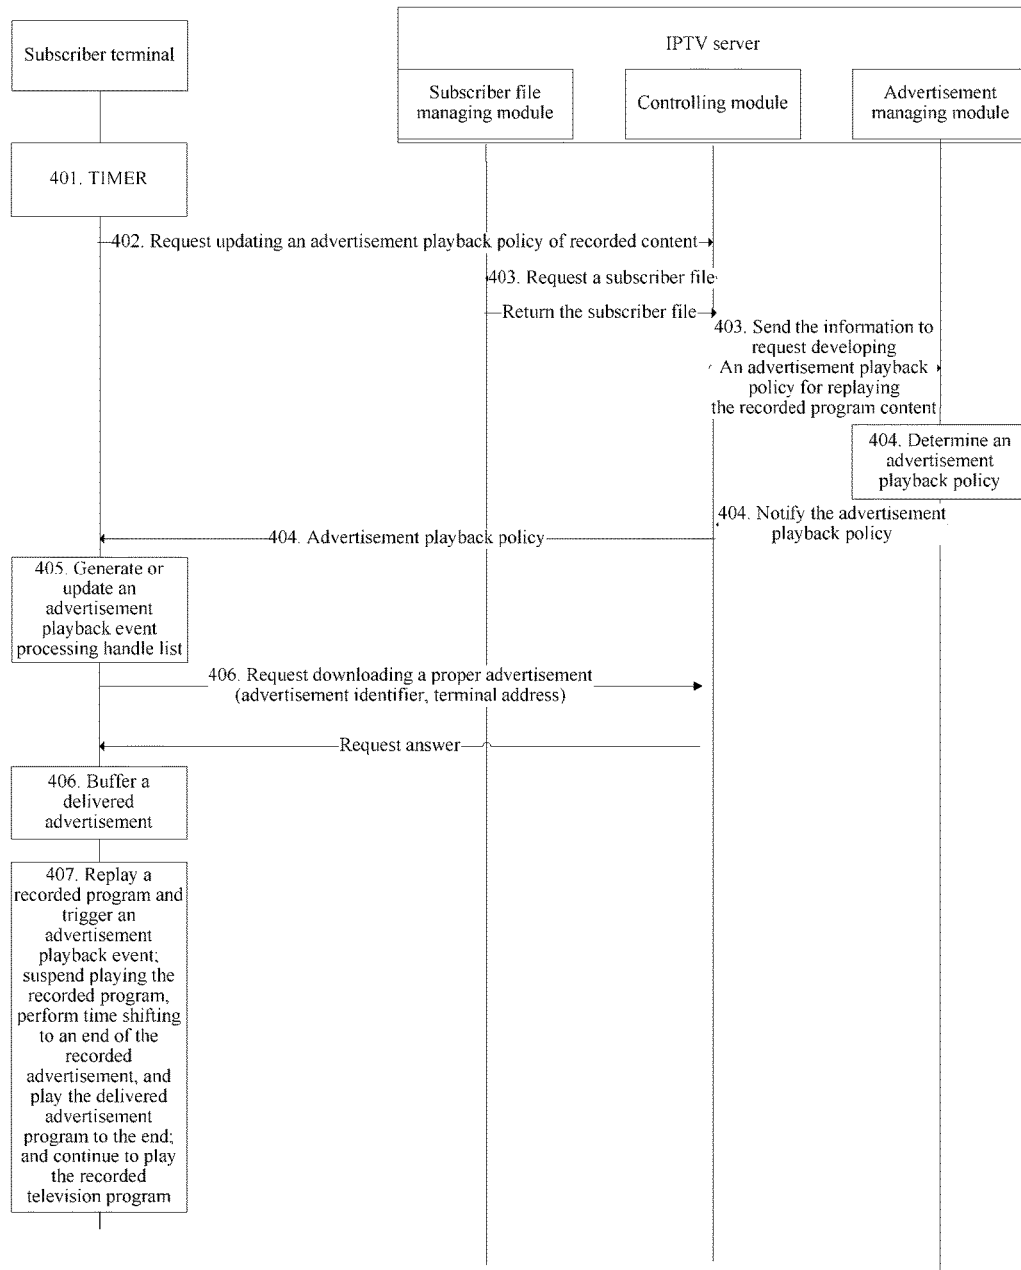 IPTV server
Subscriber terminal
Subscriber file
managing module
Controlling module
Advertisement
managing module
401. TIMER
402. Request updating an advertisement playback policy of recorded content
403. Request a subscriber file
Return the subscriber file
403. Send the information to
request developing
An advertisement playback
policy for replaying
the recorded program content
404. Determine an
advertisement
playback policy
404. Notify the advertisement
playback policy
404. Advertisement playback policy
405. Generate or
update an
advertisement
playback event
processing handle list
406. Request downloading a proper advertisement
(advertisement identifier, terminal address)
Request answer
406. Buffer a
delivered
advertisement
407. Replay a
recorded program and
trigger an
advertisement
playback event;
suspend playing the
recorded program,
perform time shifting
to an end of the
recorded
advertisement, and
play the delivered
advertisement
program to the end;
and continue to play
the recorded
television program